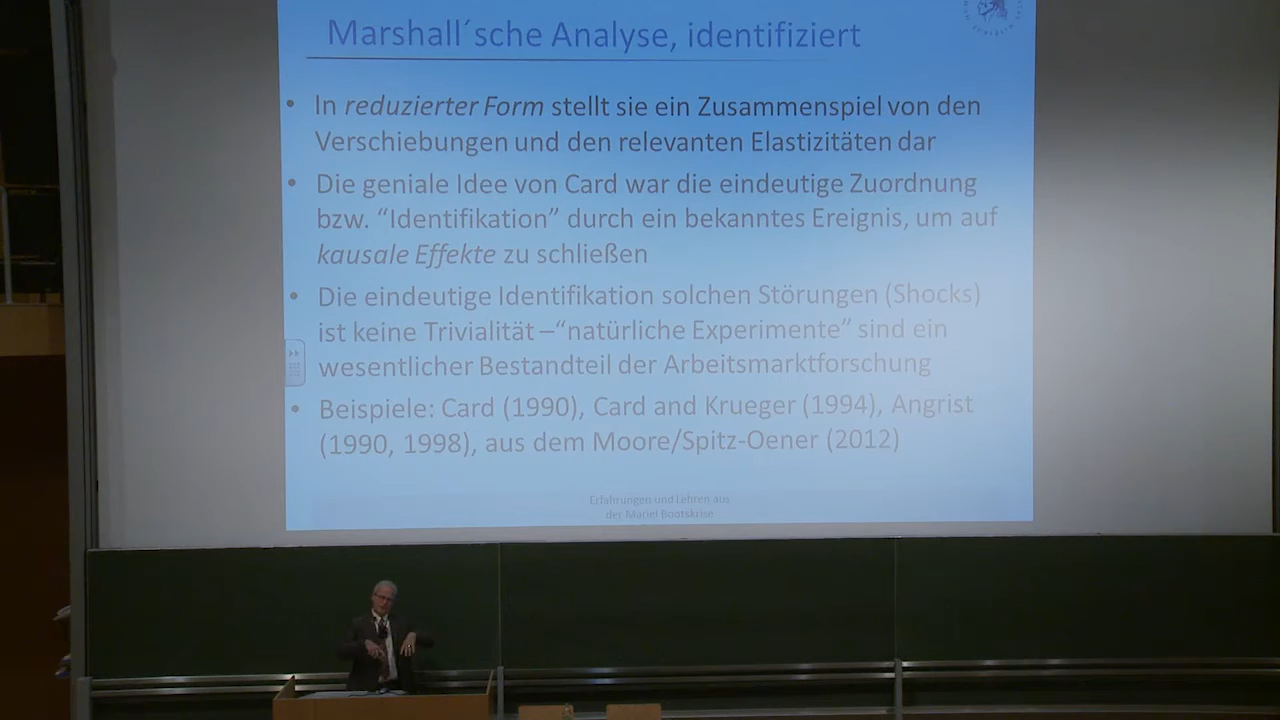 Marshall´sche Analyse, identifiziert
• In reduzierter Form stellt sie ein Zusammenspiel von den
Verschiebungen und den relevanten Elastizitäten dar
• Die geniale Idee von Card war die eindeutige Zuordnung
bzw. “Identifikation” durch ein bekanntes Ereignis, um auf
kausale Effekte zu schließen
• Die eindeutige Identifikation solchen Störungen (Shocks)
ist keine Trivialität –“natürliche Experimente” sind ein
wesentlicher Bestandteil der Arbeitsmarktforschung
• Beispiele: Card (1990), Card and Krueger (1994), Angrist
(1990, 1998), aus dem Moore/Spitz-Oener (2012)
Erfahrungen und Lehren aus
der Mariel Bootskrise